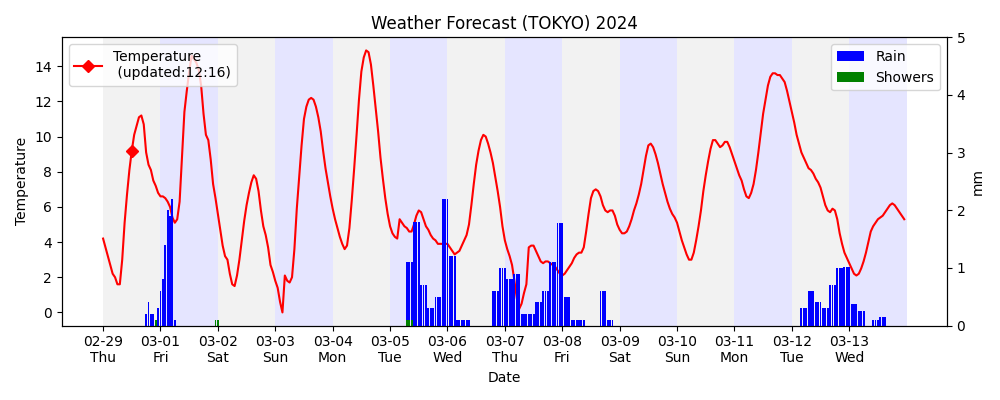 Weather Forecast (TOKYO) 2024
Temperature
(updated:12:16)
Rain
Showers
Temperature
14
12
10
8
6
4
2
0
5
4
3
2
1
0
mm
02-29 03-01 03-02 03-03 03-04 03-05 03-06 03-07 03-08 03-09 03-10 03-11 03-12 03-13
Thu Fri Sat Sun Mon Tue Wed Thu Fri Sat Sun Mon Tue Wed
Date